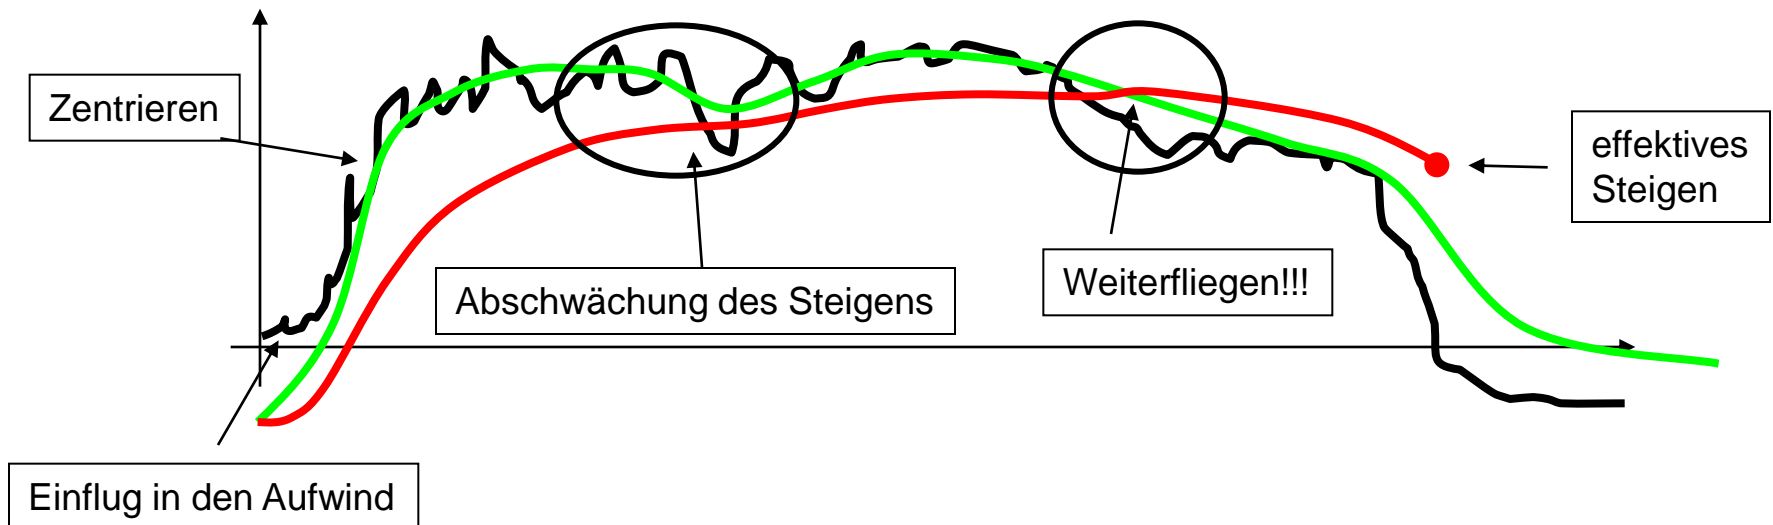 Zentrieren
effektives
Steigen
Weiterfliegen!!!
Abschwächung des Steigens
Einflug in den Aufwind